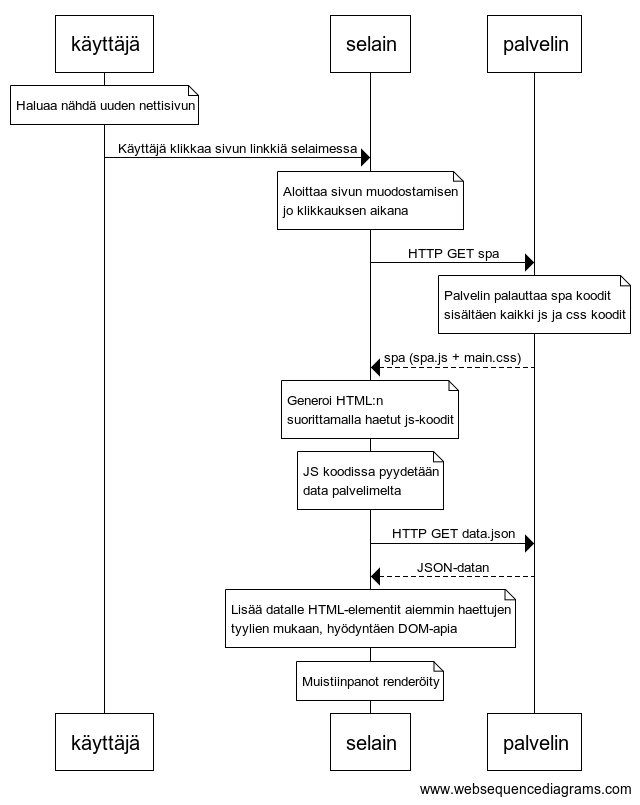 käyttäjä
selain
palvelin
Haluaa nähdä uuden nettisivun
Käyttäjä klikkaa sivun linkkiä selaimessa
Aloittaa sivun muodostamisen
jo klikkauksen aikana
HTTP GET spa
Palvelin palauttaa spa koodit
sisältäen kaikki js ja css koodit
spa (spa.js + main.css)
Generoi HTML:n
suorittamalla haetut js-koodit
JS koodissa pyydetään
data palvelimelta
HTTP GET data.json
JSON-datan
Lisää datalle HTML-elementit aiemmin haettujen
tyylien mukaan, hyödyntäen DOM-apia
Muistiinpanot renderöity
käyttäjä
selain
palvelin
www.websequencediagrams.com